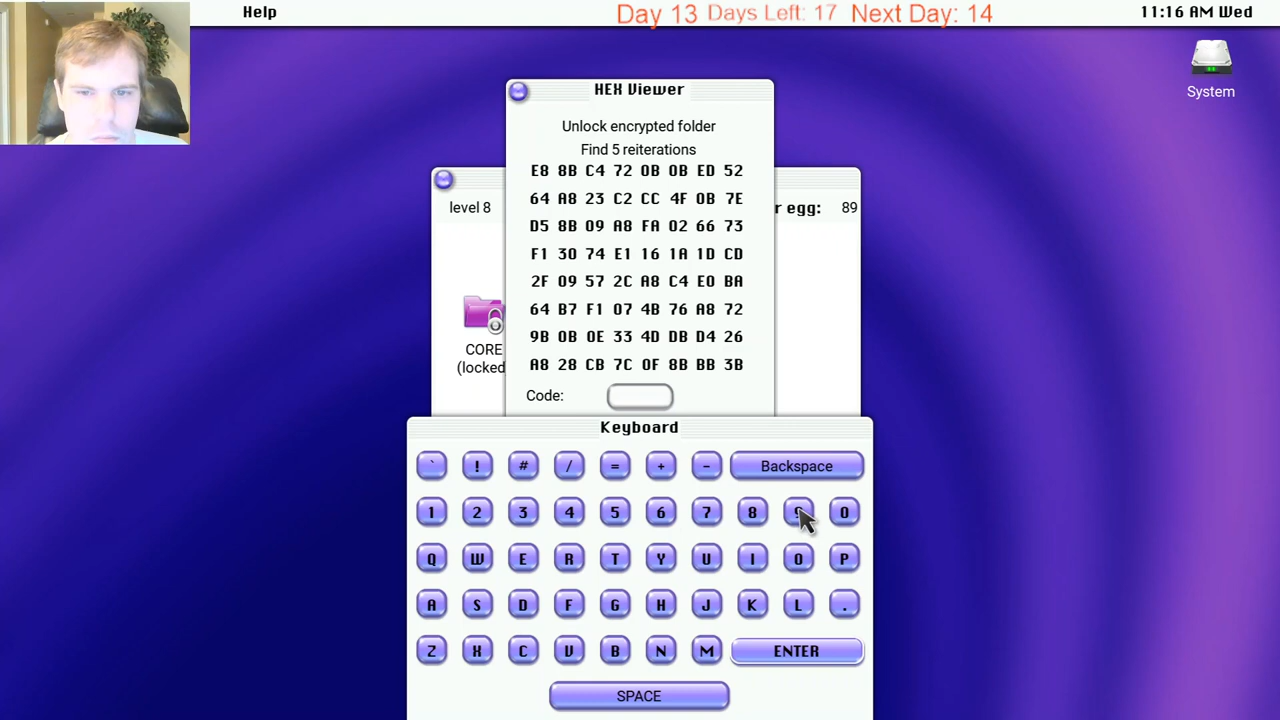 Help
Day 13 Days Left: 17 Next Day: 14
11:16 AM Wed
System
HEX Viewer
Unlock encrypted folder
Find 5 reiterations
E8 8B C4 72 0B 0B ED 52
64 A8 23 C2 CC 4F 0B 7E
D5 8B 09 A8 FA 02 66 73
F1 30 74 E1 16 1A 1D CD
2F 09 57 2C A8 C4 E0 BA
64 B7 F1 07 4B 76 A8 72
9B 0B 0E 33 4D DB D4 26
A8 28 CB 7C 0F 8B BB 3B
Code:
level 8
r egg: 89
CORE
(locked
Keyboard
` ! # / = + - Backspace
1 2 3 4 5 6 7 8 9 0
Q W E R T Y U I O P
A S D F G H J K L .
Z X C V B N M ENTER
SPACE